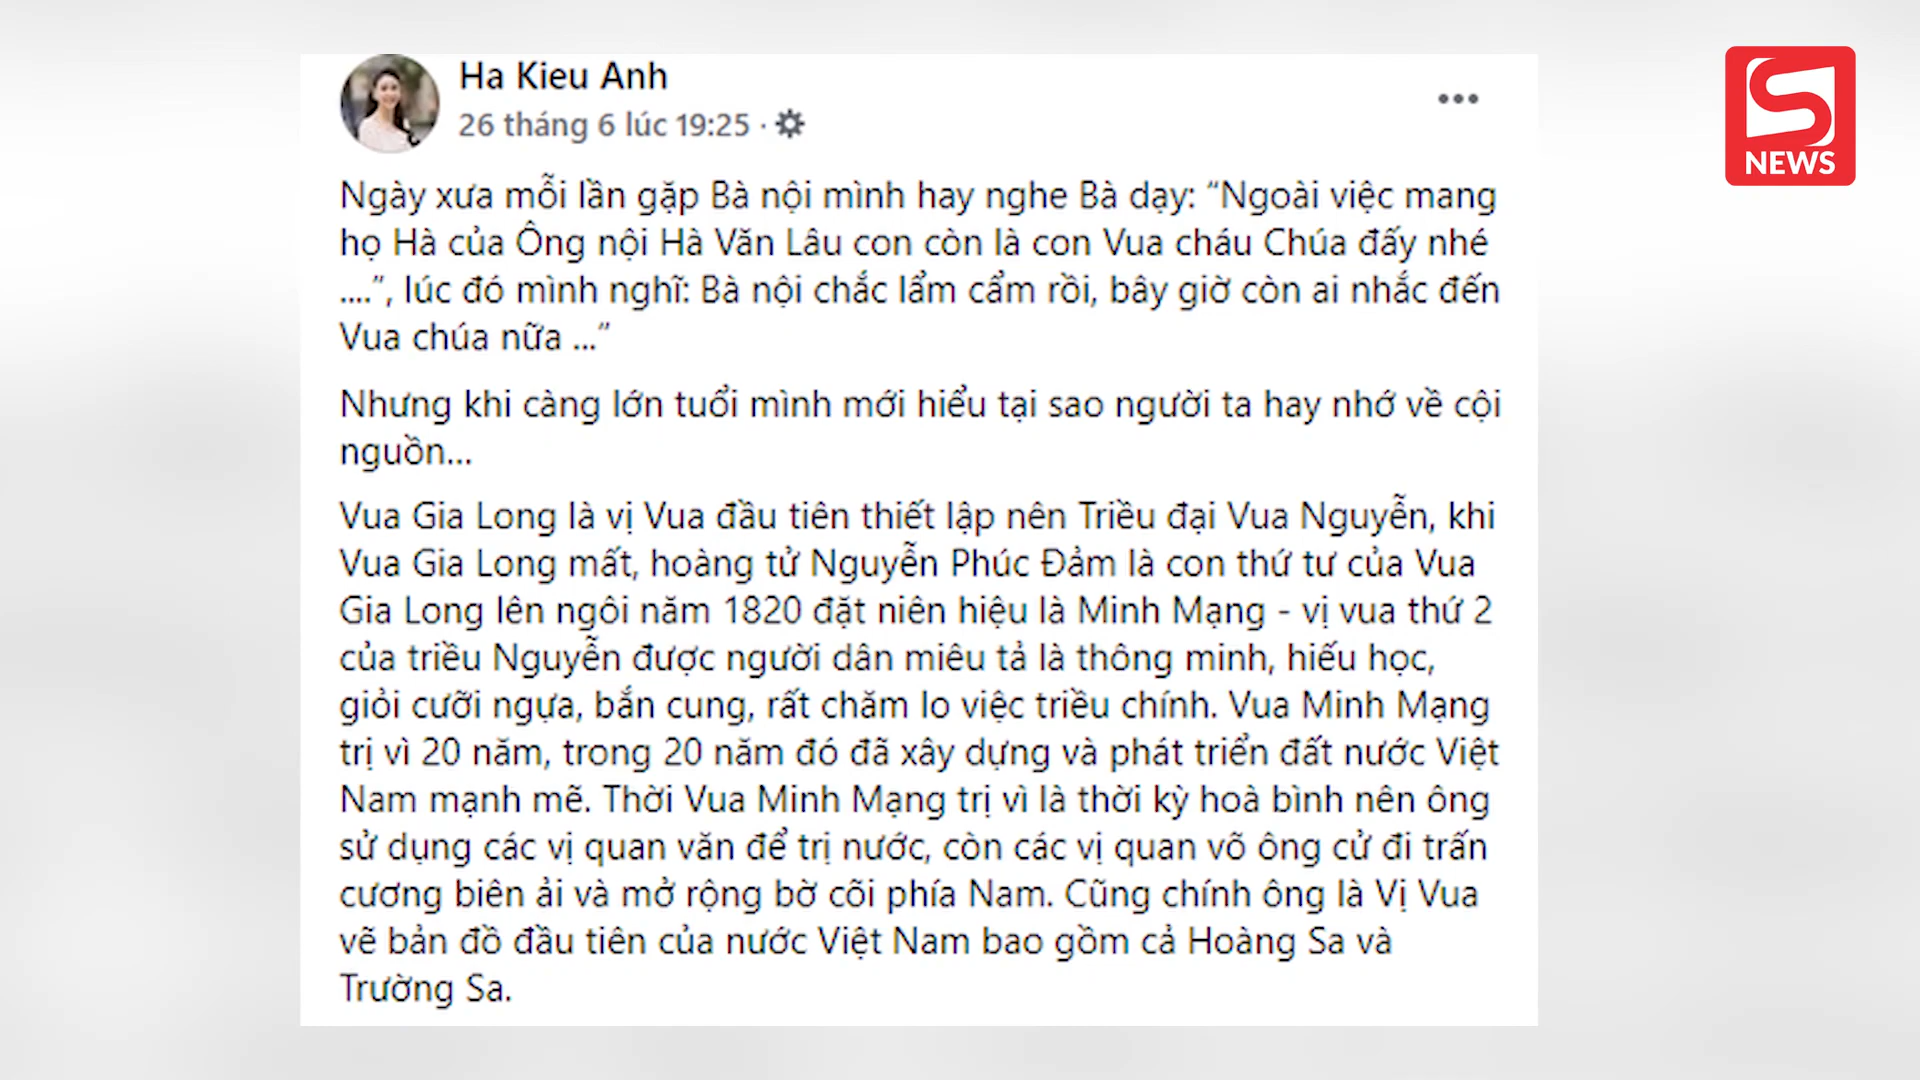 Ha Kieu Anh
26 tháng 6 lúc 19:25 ·
Ngày xưa mỗi lần gặp Bà nội mình hay nghe Bà dạy: “Ngoài việc mang
họ Hà của Ông nội Hà Văn Lâu con còn là con Vua cháu Chúa đấy nhé
....”, lúc đó mình nghĩ: Bà nội chắc lẩm cẩm rồi, bây giờ còn ai nhắc đến
Vua chúa nữa ...”
Nhưng khi càng lớn tuổi mình mới hiểu tại sao người ta hay nhớ về cội
nguồn...
Vua Gia Long là vị Vua đầu tiên thiết lập nên Triều đại Vua Nguyễn, khi
Vua Gia Long mất, hoàng tử Nguyễn Phúc Đảm là con thứ tư của Vua
Gia Long lên ngôi năm 1820 đặt niên hiệu là Minh Mạng - vị vua thứ 2
của triều Nguyễn được người dân miêu tả là thông minh, hiếu học,
giỏi cưỡi ngựa, bắn cung, rất chăm lo việc triều chính. Vua Minh Mạng
trị vì 20 năm, trong 20 năm đó đã xây dựng và phát triển đất nước Việt
Nam mạnh mẽ. Thời Vua Minh Mạng trị vì là thời kỳ hoà bình nên ông
sử dụng các vị quan văn để trị nước, còn các vị quan võ ông cử đi trấn
cương biên ải và mở rộng bờ cõi phía Nam. Cũng chính ông là Vị Vua
vẽ bản đồ đầu tiên của nước Việt Nam bao gồm cả Hoàng Sa và
Trường Sa.
S
NEWS